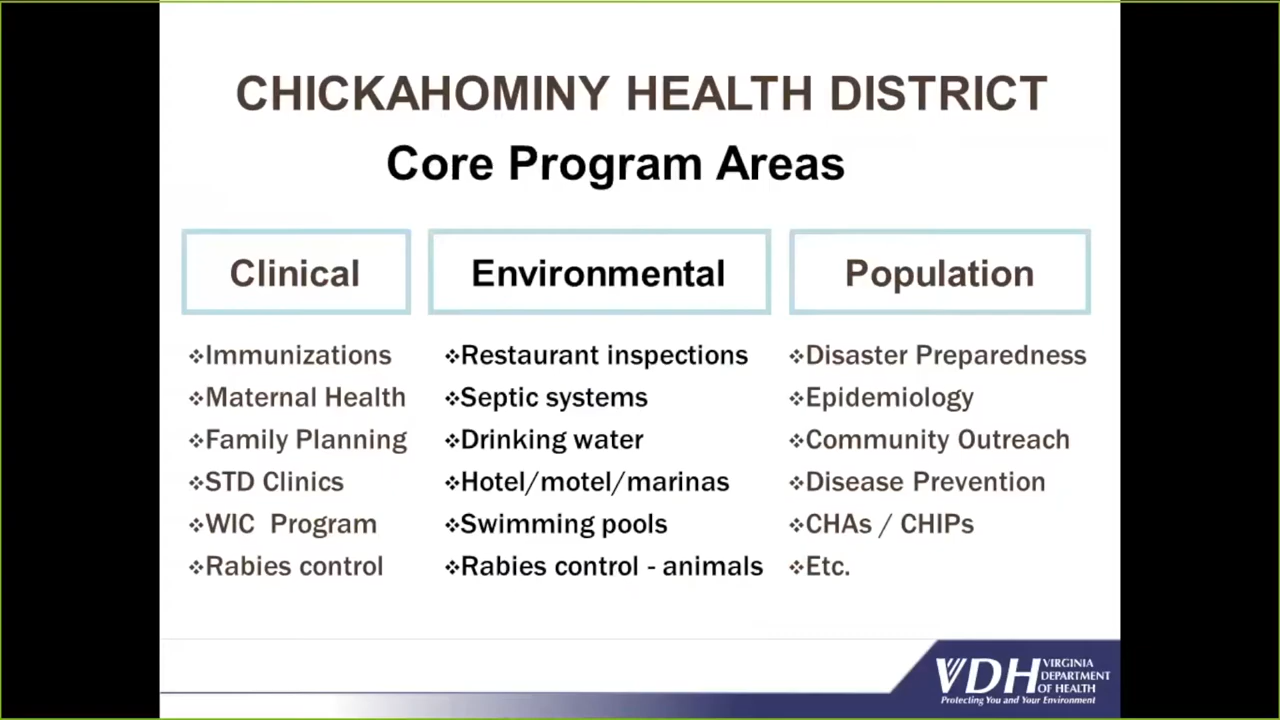 CHICKAHOMINY HEALTH DISTRICT
Core Program Areas
Clinical
❖Immunizations
❖Maternal Health
❖Family Planning
❖STD Clinics
❖WIC  Program
❖Rabies control
Environmental
❖Restaurant inspections
❖Septic systems
❖Drinking water
❖Hotel/motel/marinas
❖Swimming pools
❖Rabies control - animals
Population
❖Disaster Preparedness
❖Epidemiology
❖Community Outreach
❖Disease Prevention
❖CHAs / CHIPs
❖Etc.
VDH
VIRGINIA
DEPARTMENT
OF HEALTH
Protecting You and Your Environment